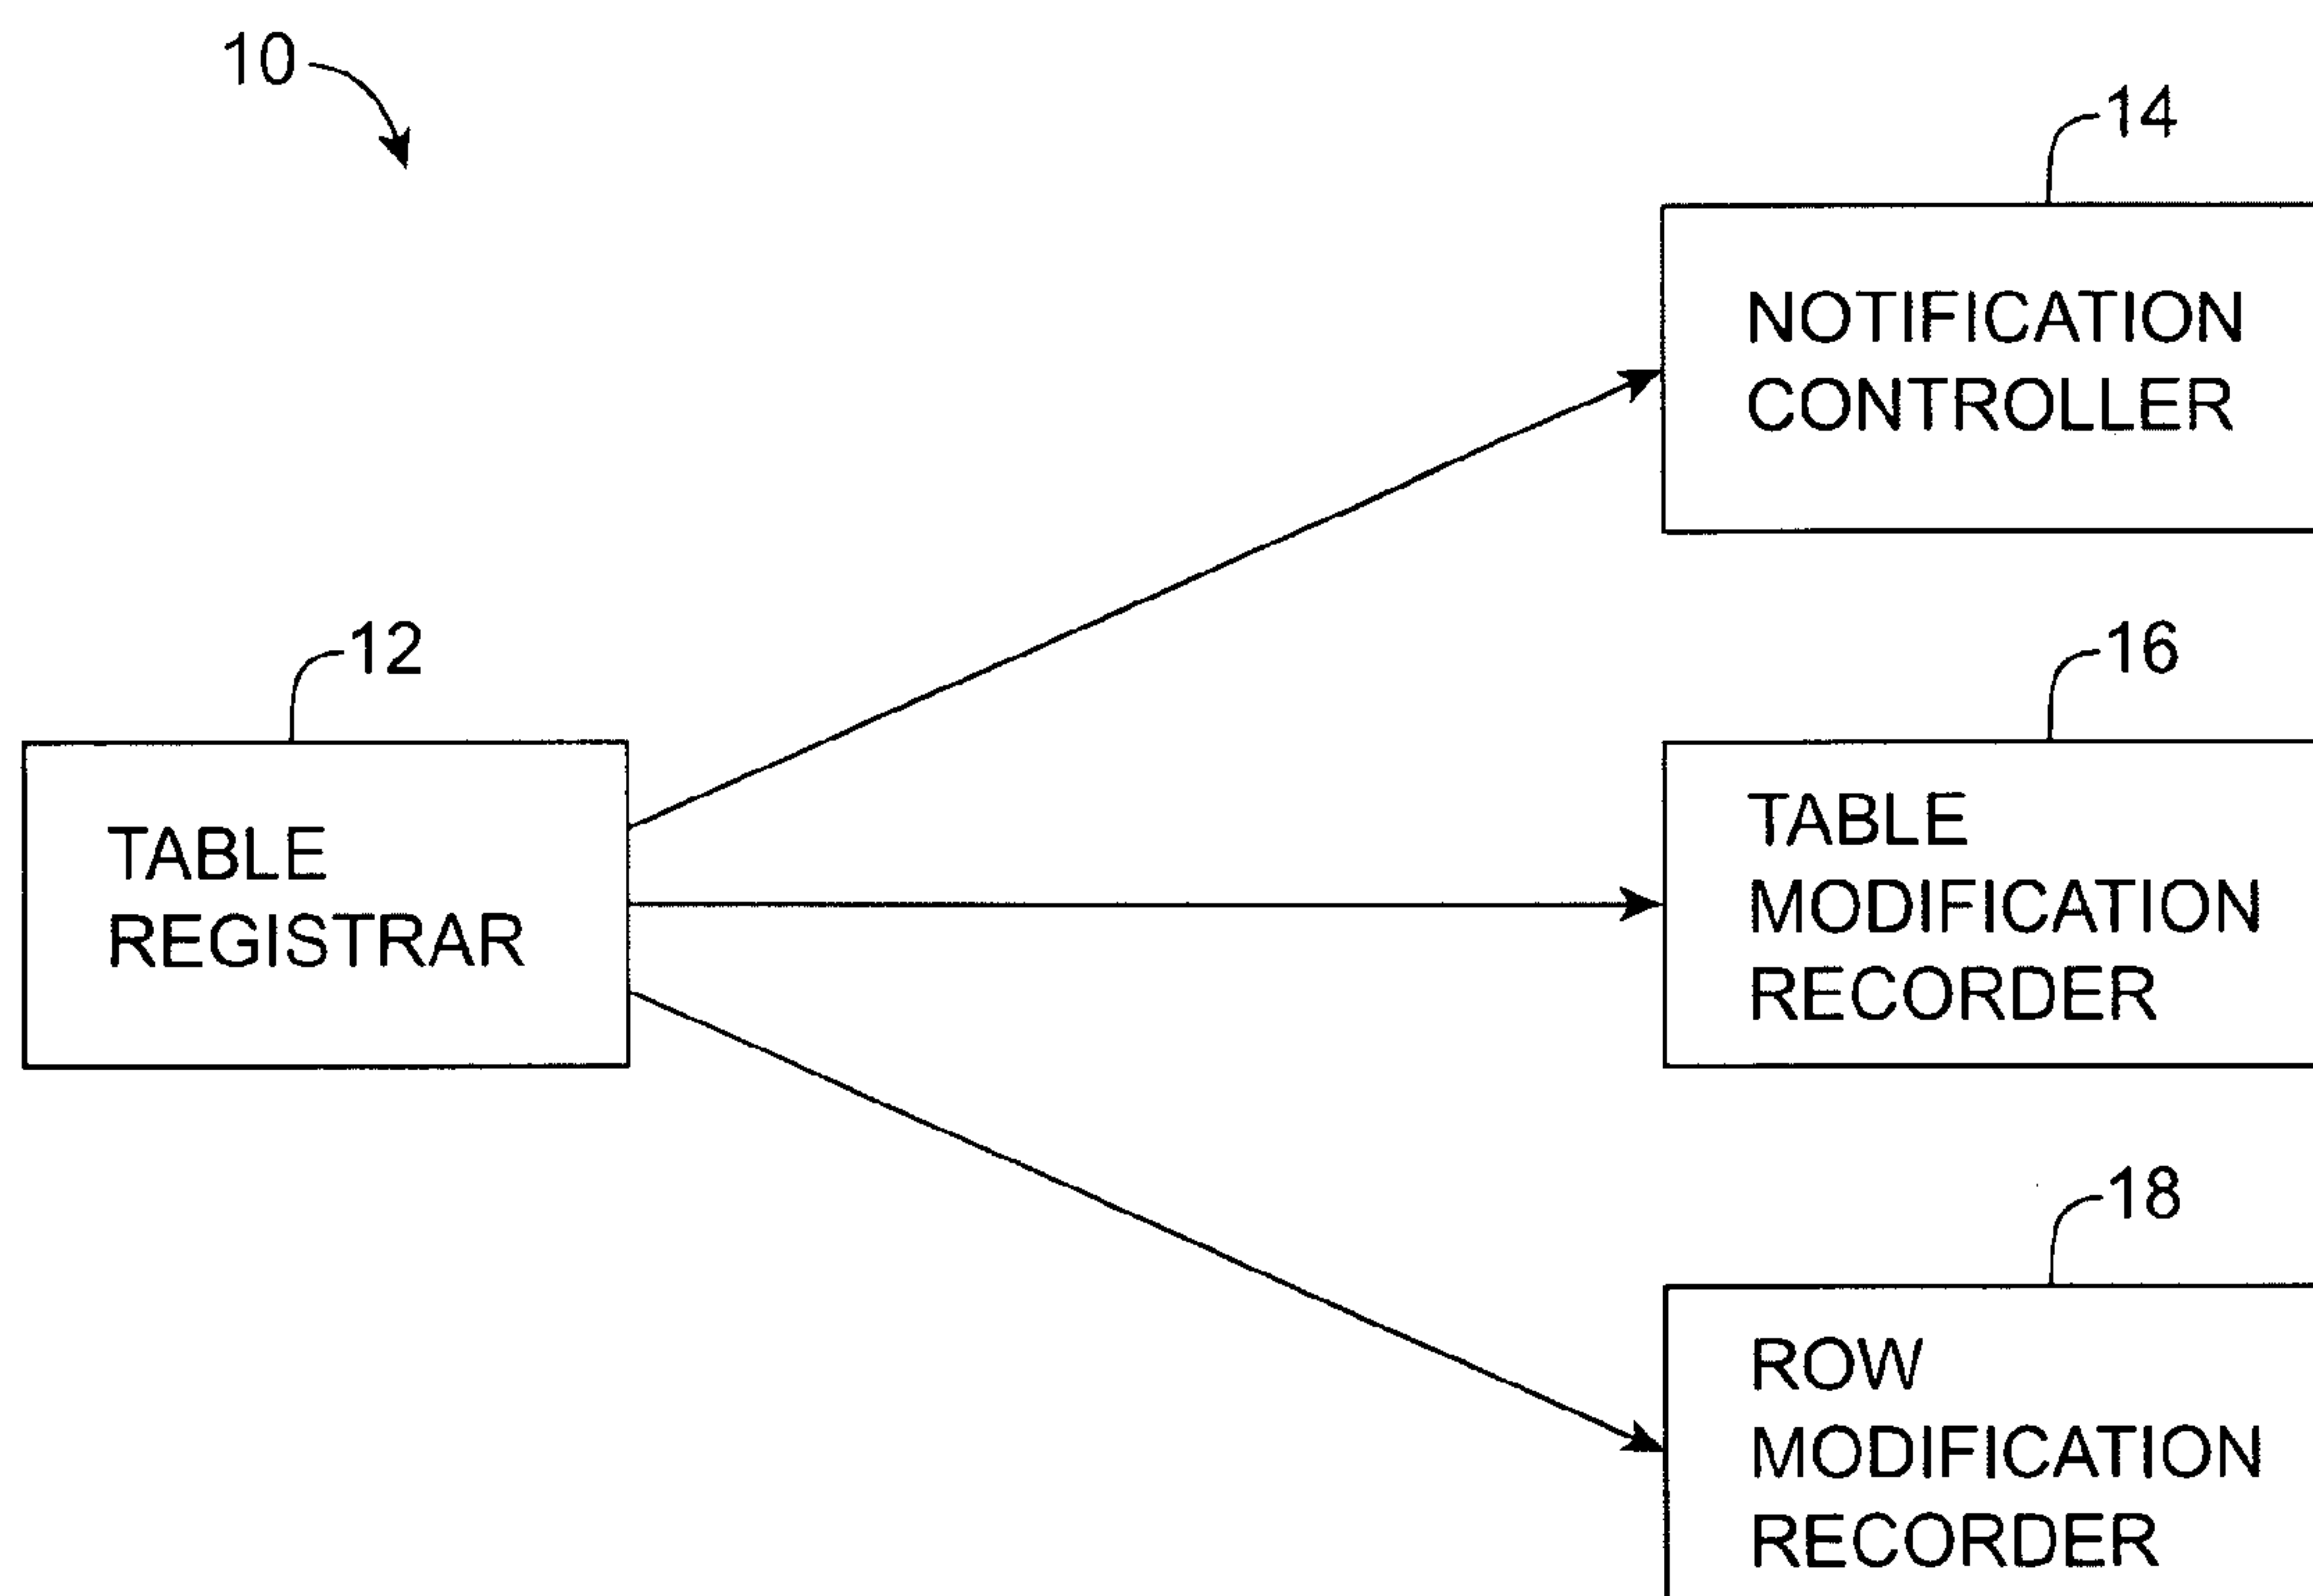 10
14
NOTIFICATION
CONTROLLER
12
16
TABLE
REGISTRAR
TABLE
MODIFICATION
RECORDER
18
ROW
MODIFICATION
RECORDER